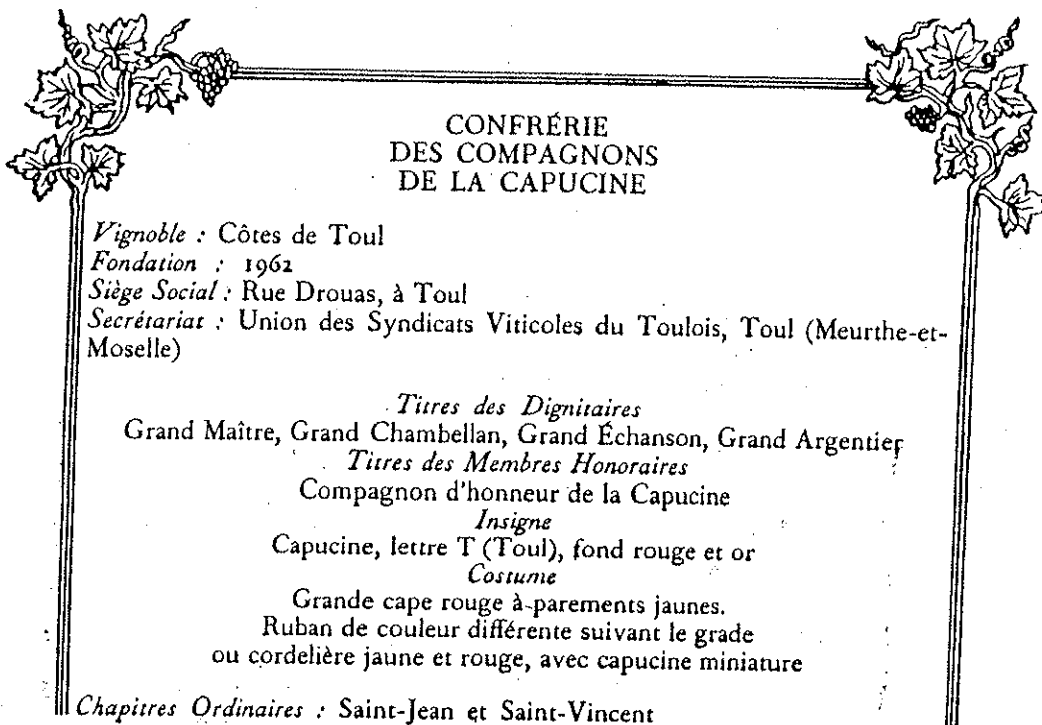 9
CONFRÉRIE
DES COMPAGNONS
DE LA CAPUCINE
Vignoble : Côtes de Toul
Fondation : 1962
Siège Social : Rue Drouas, à Toul
Secrétariat : Union des Syndicats Viticoles du Toulois, Toul (Meurthe-et-
Moselle)
Titres des Dignitaires
Grand Maître, Grand Chambellan, Grand Échanson, Grand Argentier
Titres des Membres Honoraires
Compagnon d'honneur de la Capucine
Insigne
Capucine, lettre T (Toul), fond rouge et or
Costume
Grande cape rouge à parements jaunes.
Ruban de couleur différente suivant le grade
ou cordelière jaune et rouge, avec capucine miniature
Chapitres Ordinaires : Saint-Jean et Saint-Vincent